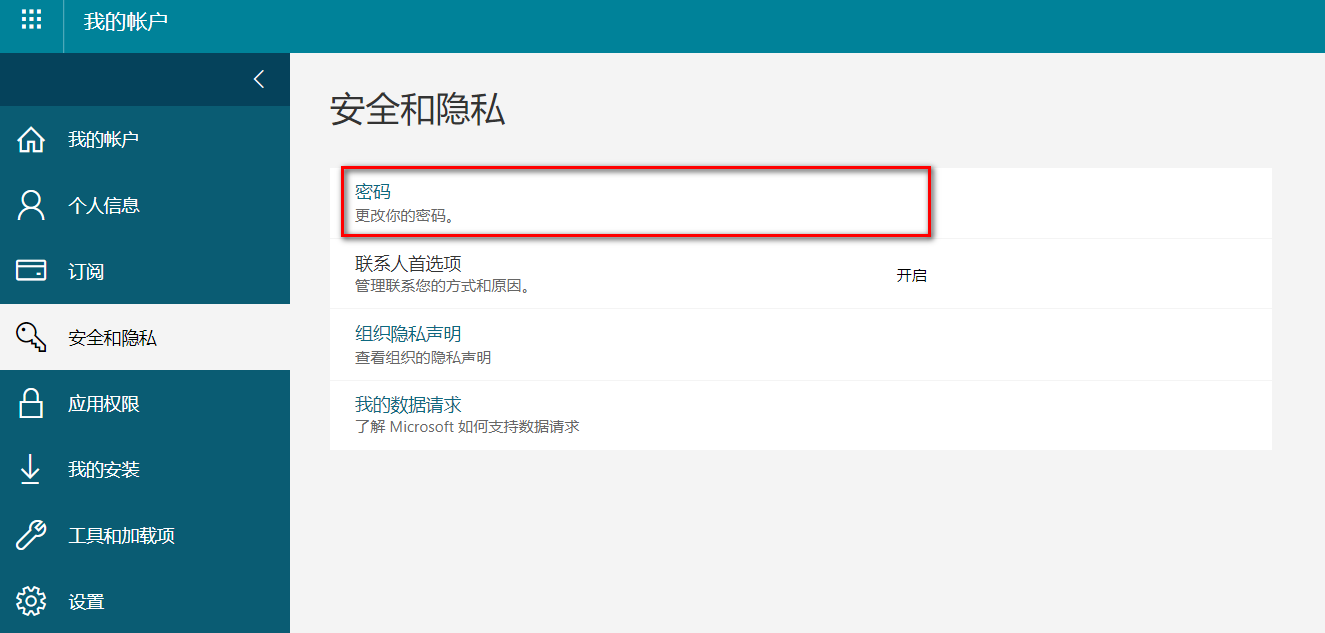 我的帐户
我的帐户
个人信息
订阅
安全和隐私
应用权限
我的安装
工具和加载项
设置
安全和隐私
密码
更改你的密码。
联系人首选项
管理联系您的方式和原因。
开启
组织隐私声明
查看组织的隐私声明
我的数据请求
了解 Microsoft 如何支持数据请求